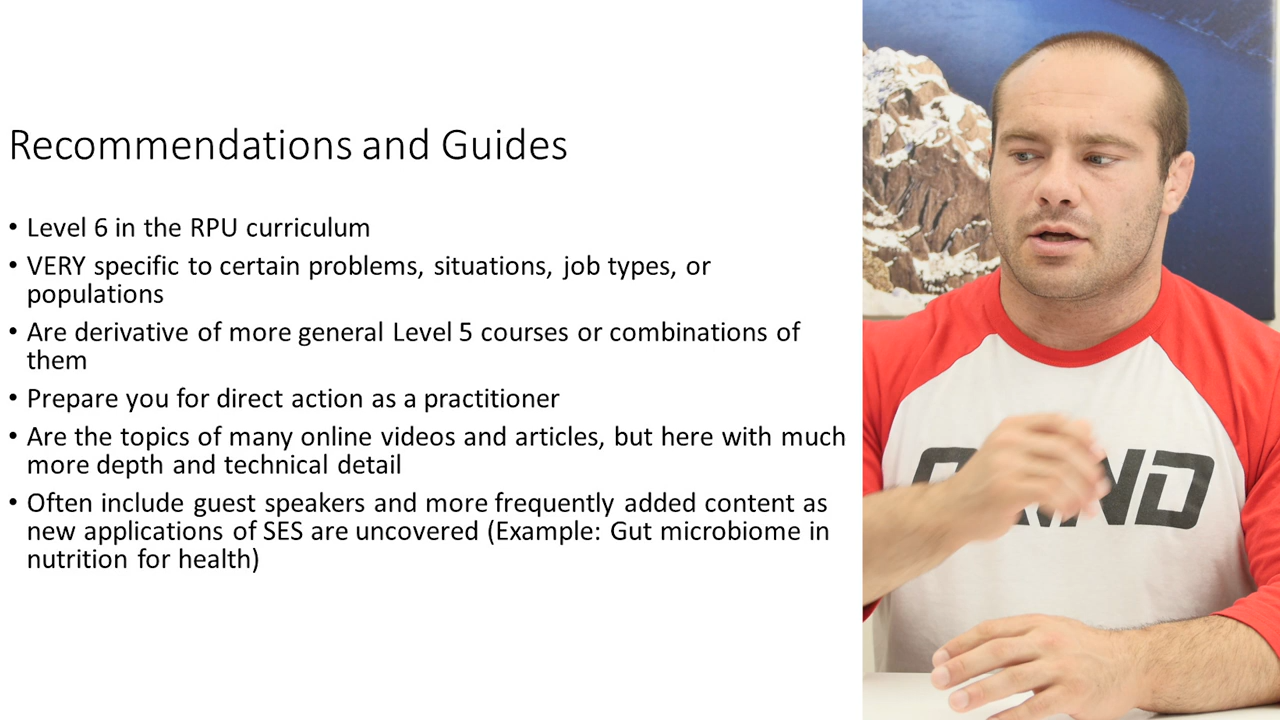 Recommendations and Guides
• Level 6 in the RPU curriculum
• VERY specific to certain problems, situations, job types, or
populations
• Are derivative of more general Level 5 courses or combinations of
them
• Prepare you for direct action as a practitioner
• Are the topics of many online videos and articles, but here with much
more depth and technical detail
• Often include guest speakers and more frequently added content as
new applications of SES are uncovered (Example: Gut microbiome in
nutrition for health)